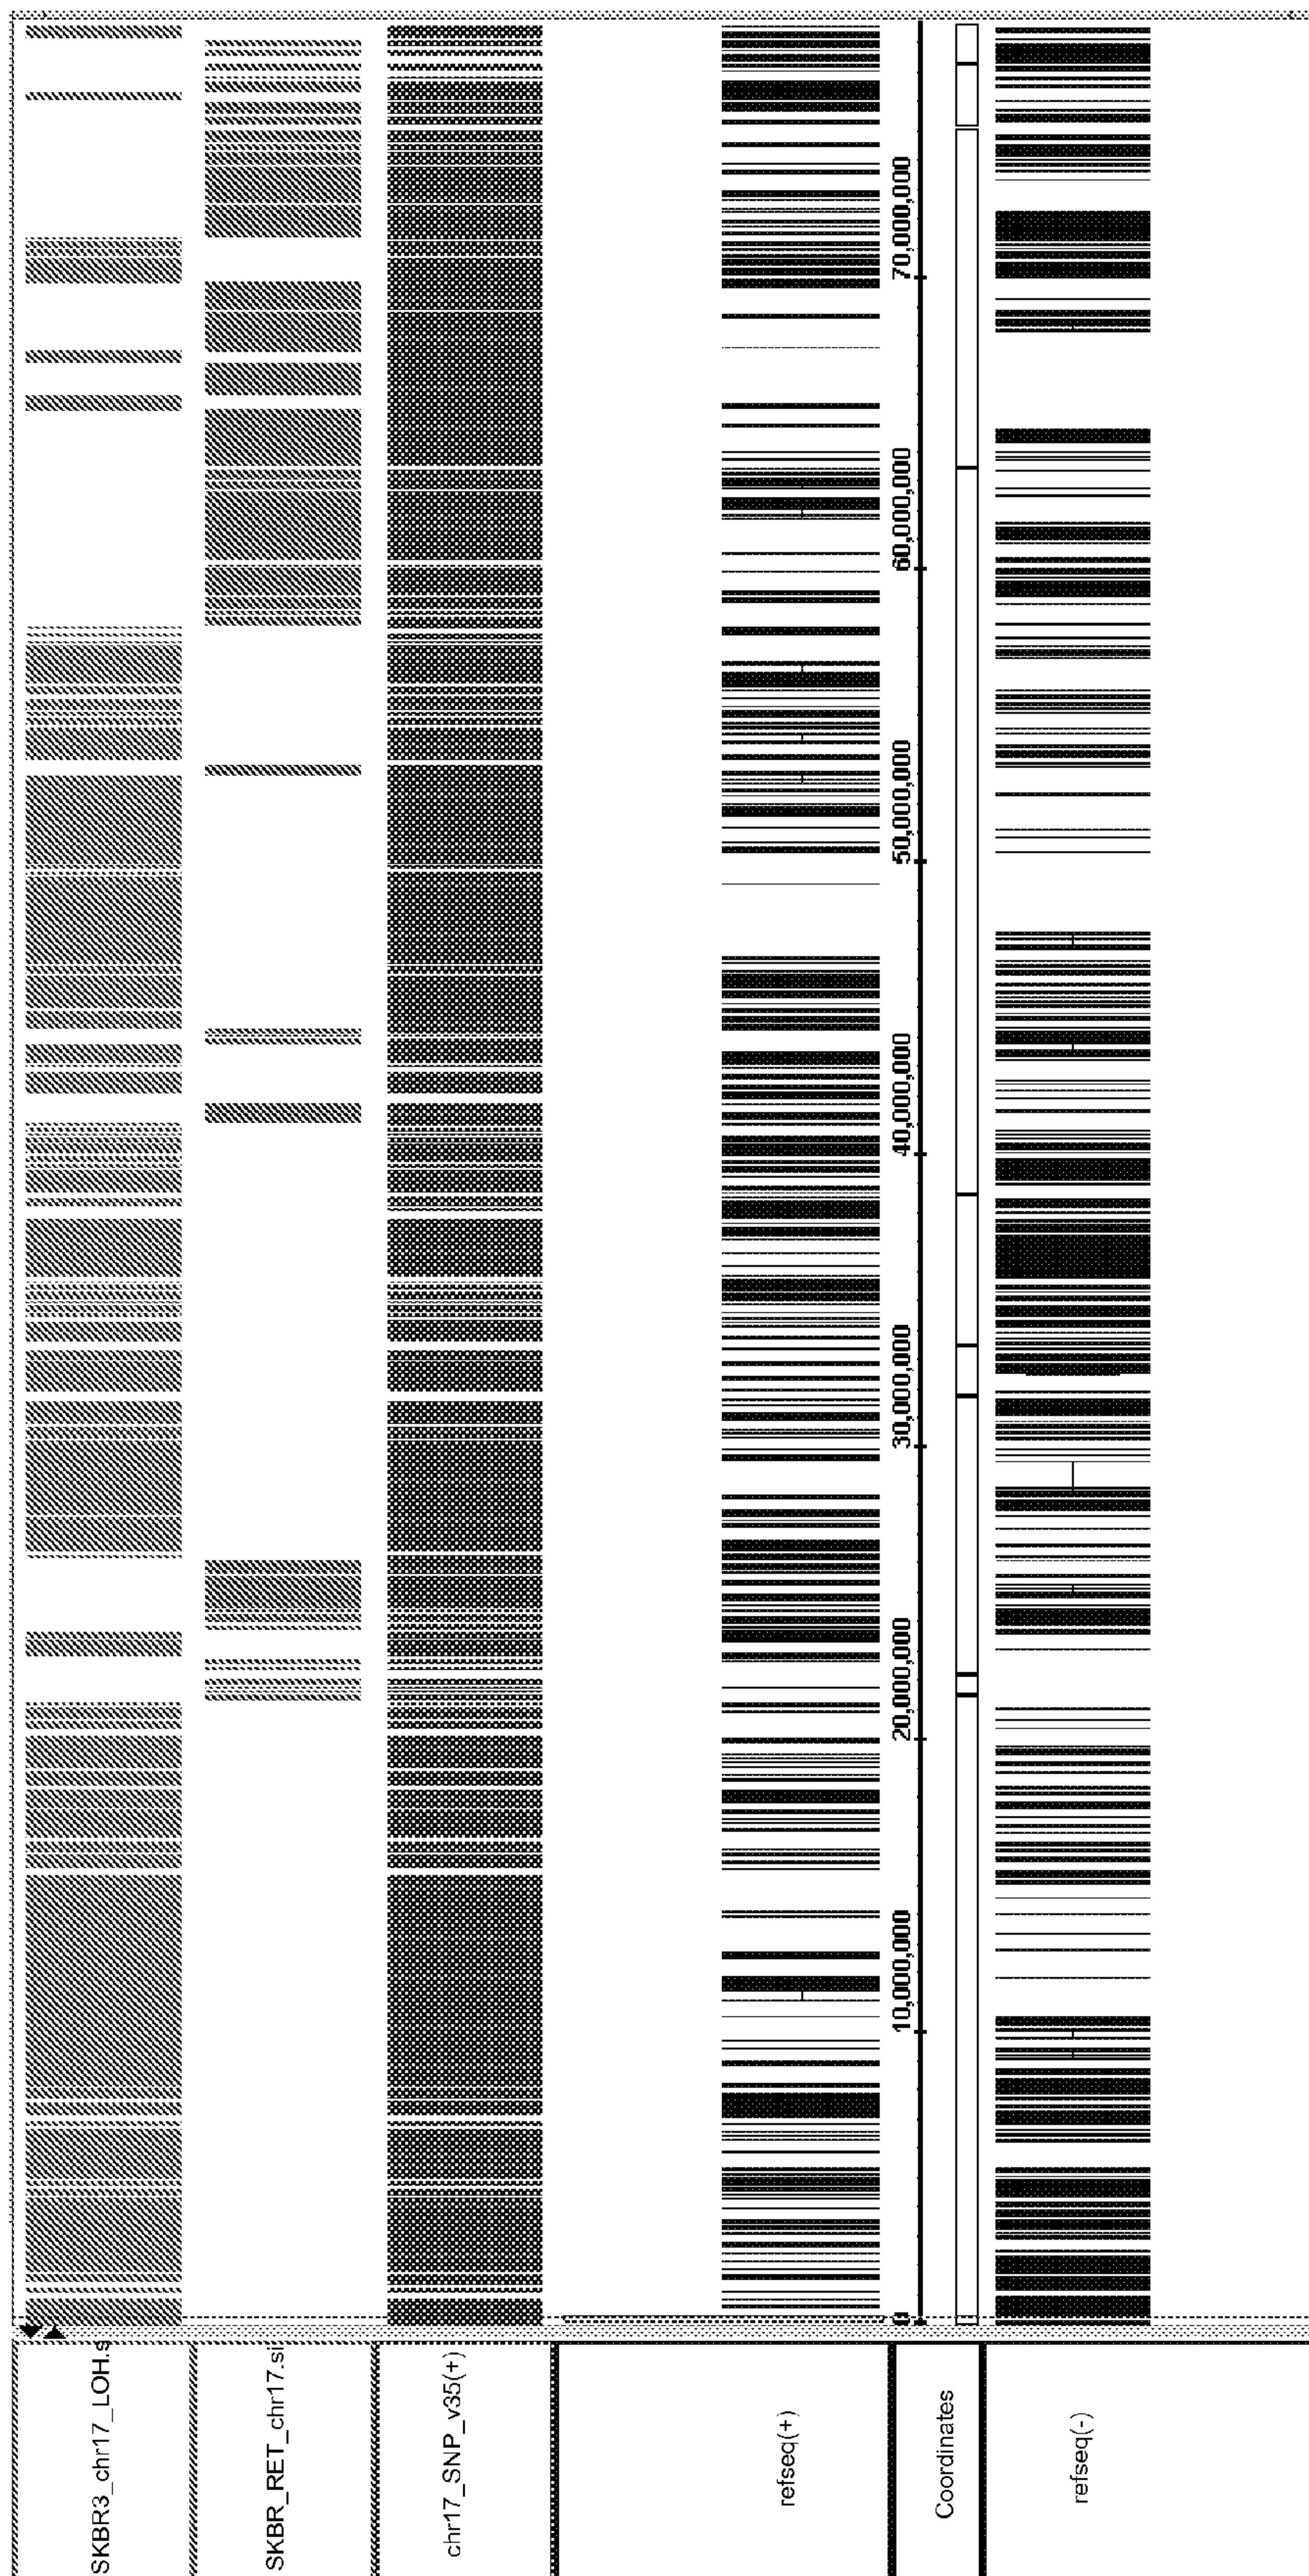 SKBR3_chr17_LOH.s
SKBR_RET_chr17.si
chr17_SNP_v35(+)
refseq(+)
Coordinates
0
10,000,000
20,000,000
30,000,000
40,000,000
50,000,000
60,000,000
70,000,000
refseq(-)